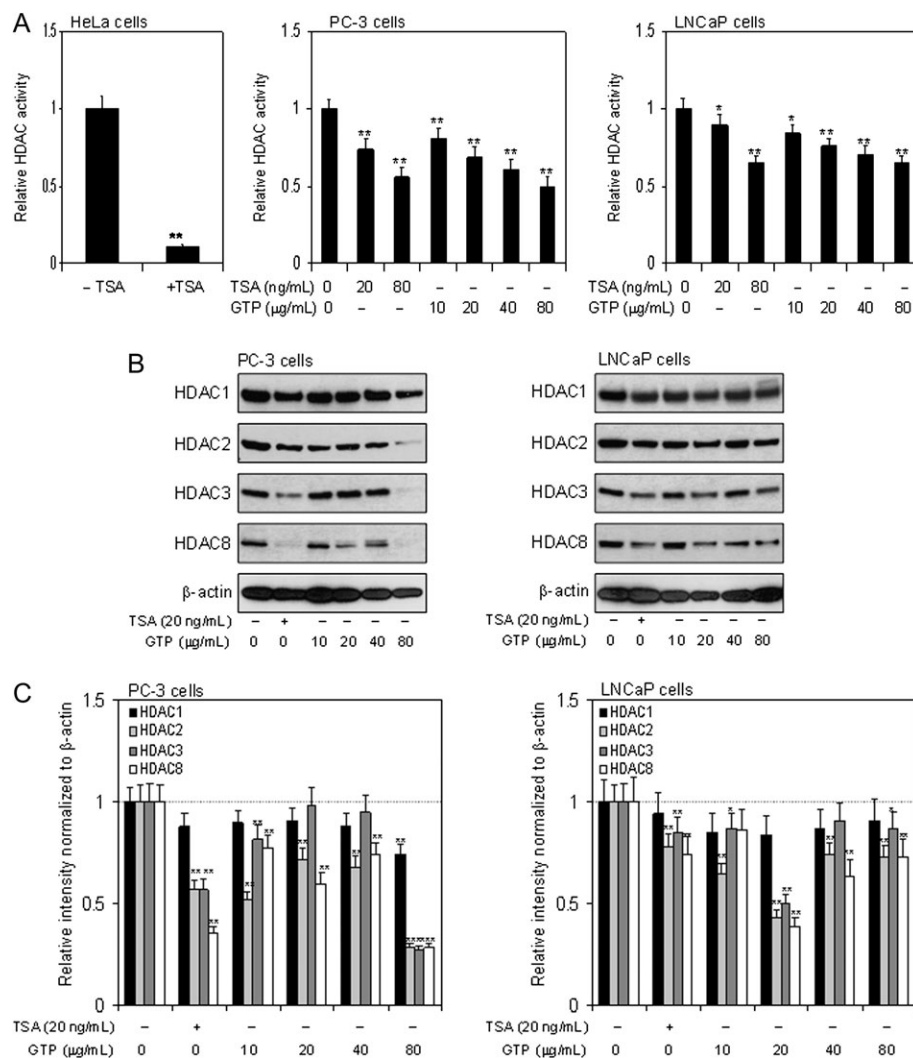 A
HeLa cells
Relative HDAC activity
1.5
1
0.5
0
**
– TSA
+TSA
PC-3 cells
Relative HDAC activity
1.5
1
0.5
0
** ** ** ** ** **
TSA (ng/mL) 0 20 80 – – – –
GTP (µg/mL) 0 – – 10 20 40 80
LNCaP cells
Relative HDAC activity
1.5
1
0.5
0
* ** * ** ** **
0 20 80 – – – –
0 – – 10 20 40 80
B
PC-3 cells
HDAC1
HDAC2
HDAC3
HDAC8
β-actin
TSA (20 ng/mL) – + – – – –
GTP (µg/mL) 0 0 10 20 40 80
LNCaP cells
HDAC1
HDAC2
HDAC3
HDAC8
β-actin
TSA (20 ng/mL) – + – – – –
GTP (µg/mL) 0 0 10 20 40 80
C
PC-3 cells
Relative intensity normalized to β-actin
1.5
1
0.5
0
HDAC1
HDAC2
HDAC3
HDAC8
** ** ** ** ** ** ** ** ** ** ** ** ** **
TSA (20 ng/mL) – + – – – –
GTP (µg/mL) 0 0 10 20 40 80
LNCaP cells
Relative intensity normalized to β-actin
1.5
1
0.5
0
HDAC1
HDAC2
HDAC3
HDAC8
** ** ** ** * ** ** ** ** ** ** * **
TSA (20 ng/mL) – + – – – –
GTP (µg/mL) 0 0 10 20 40 80